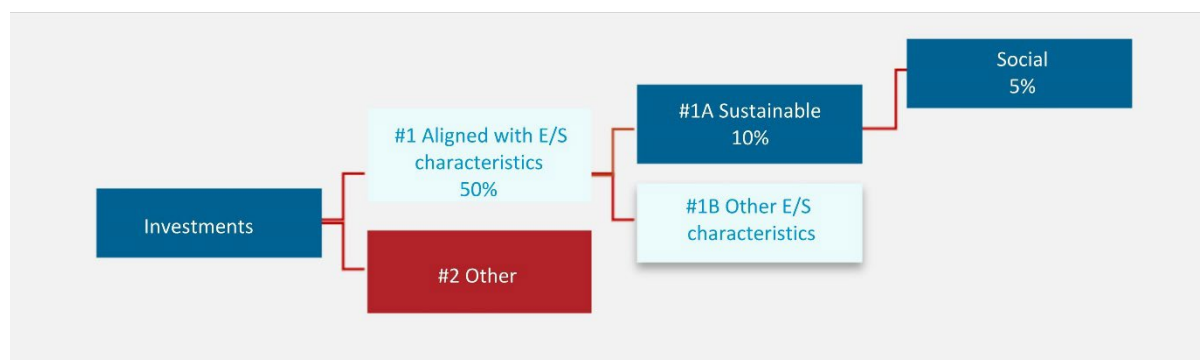 Social
5%
#1A Sustainable
10%
#1 Aligned with E/S
characteristics
50%
#1B Other E/S
characteristics
Investments
#2 Other